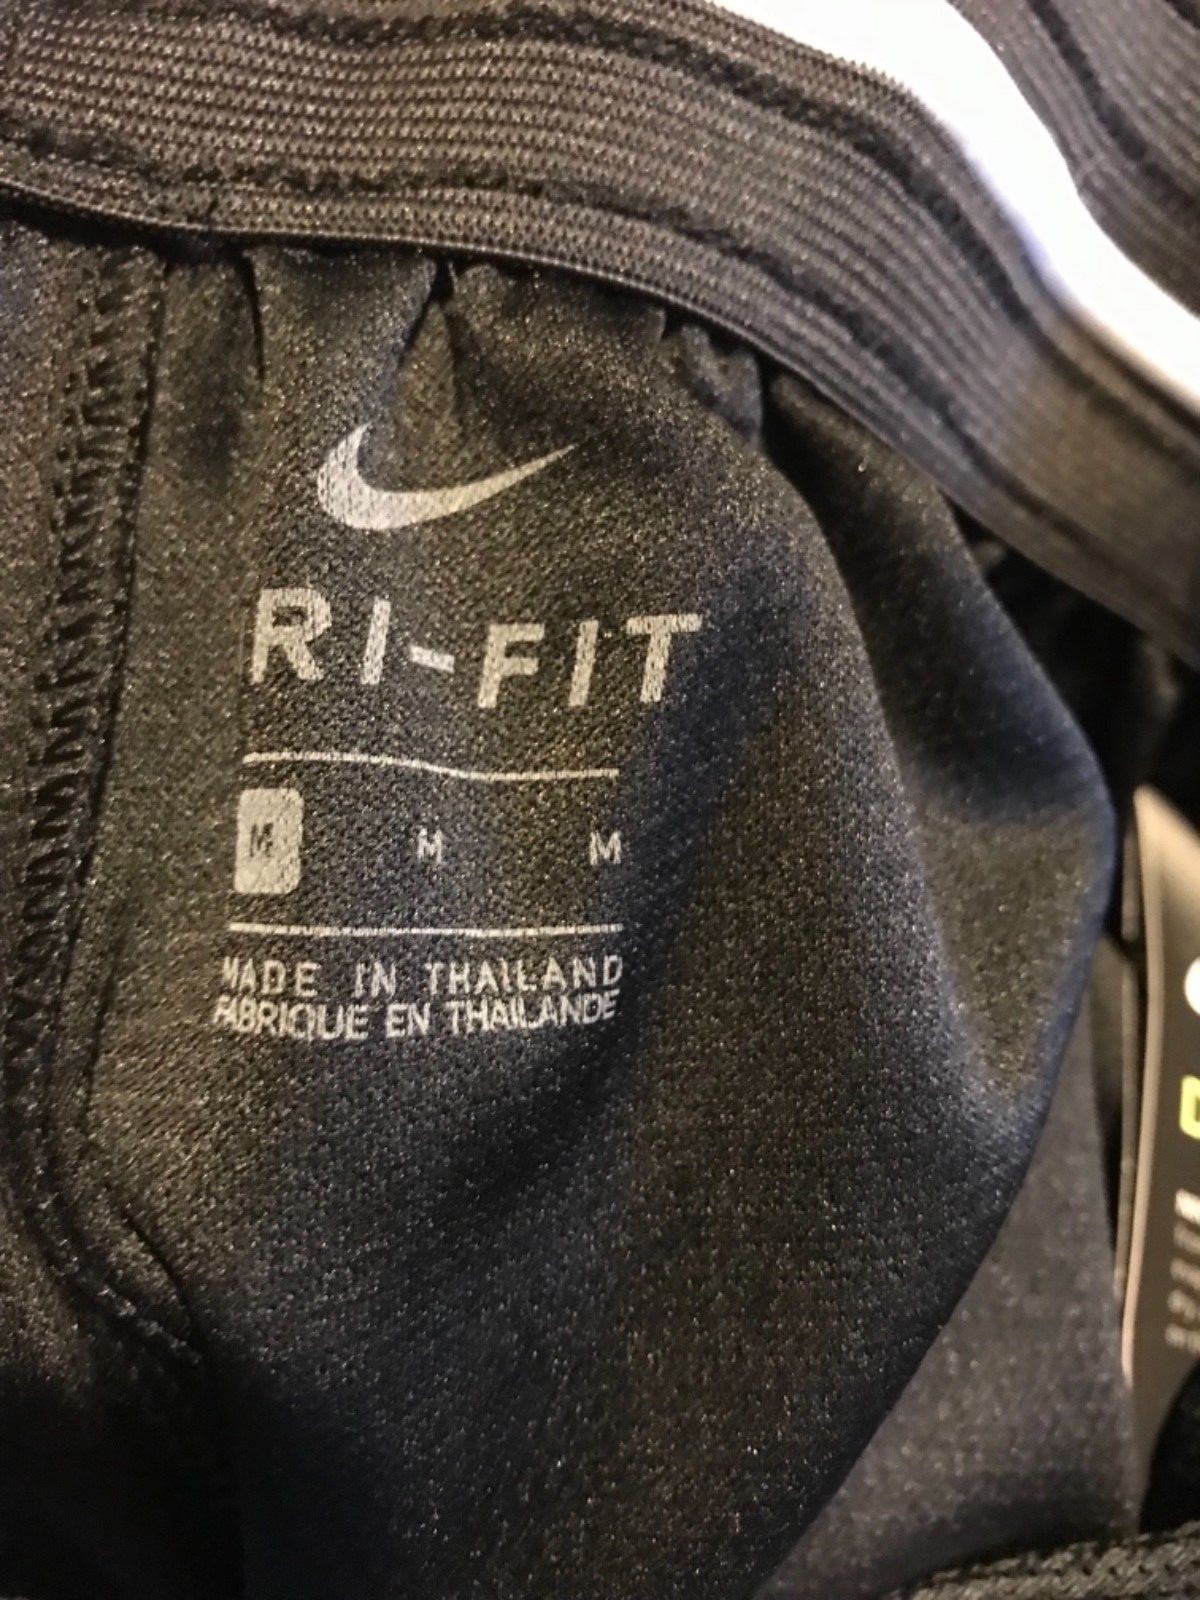 RI-FIT
M M M
MADE IN THAILAND
FABRIQUE EN THAILANDE